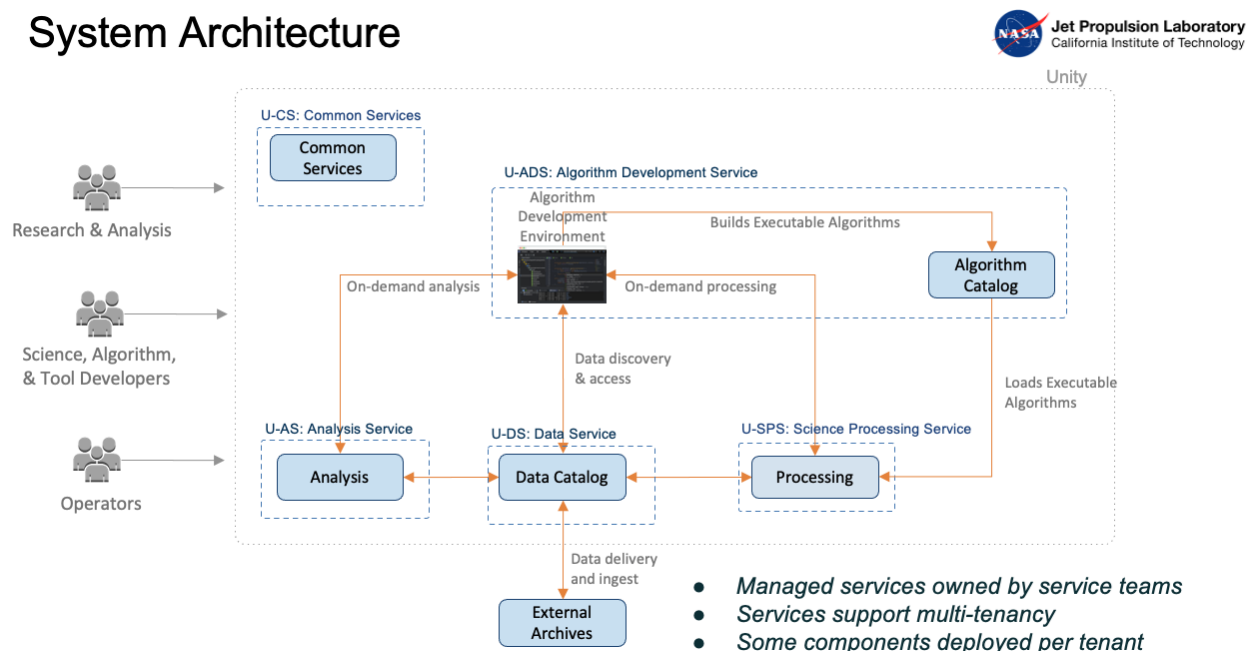 System Architecture
NASA
Jet Propulsion Laboratory
California Institute of Technology
Unity
U-CS: Common Services
Common
Services
Research & Analysis
U-ADS: Algorithm Development Service
Algorithm
Development
Environment
Builds Executable Algorithms
Algorithm
Catalog
On-demand analysis
On-demand processing
Science, Algorithm,
& Tool Developers
Data discovery
& access
Loads Executable
Algorithms
U-AS: Analysis Service
U-DS: Data Service
U-SPS: Science Processing Service
Analysis
Data Catalog
Processing
Operators
Data delivery
and ingest
External
Archives
● Managed services owned by service teams
● Services support multi-tenancy
● Some components deployed per tenant